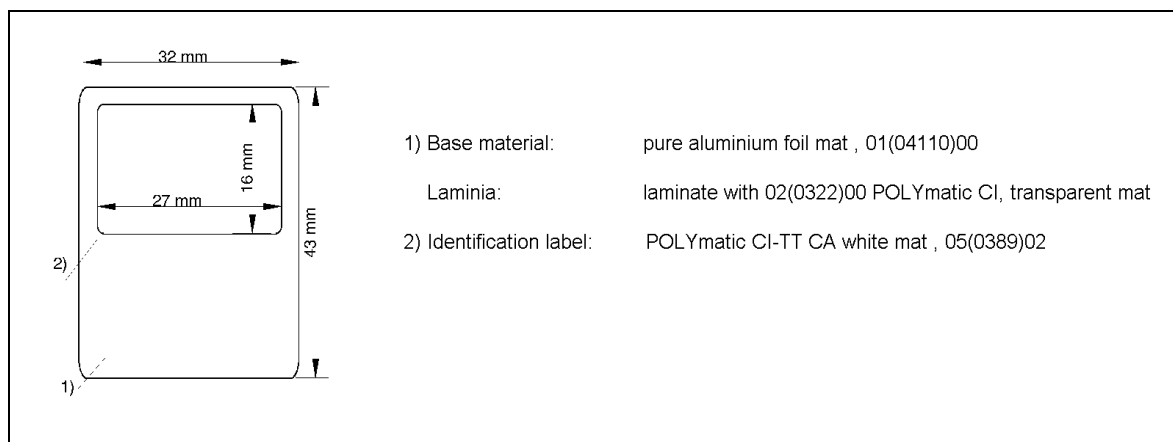 32 mm
16 mm
27 mm
43 mm
2)
1)
1) Base material: pure aluminium foil mat , 01(04110)00
Laminia: laminate with 02(0322)00 POLYmatic CI, transparent mat
2) Identification label: POLYmatic CI-TT CA white mat , 05(0389)02